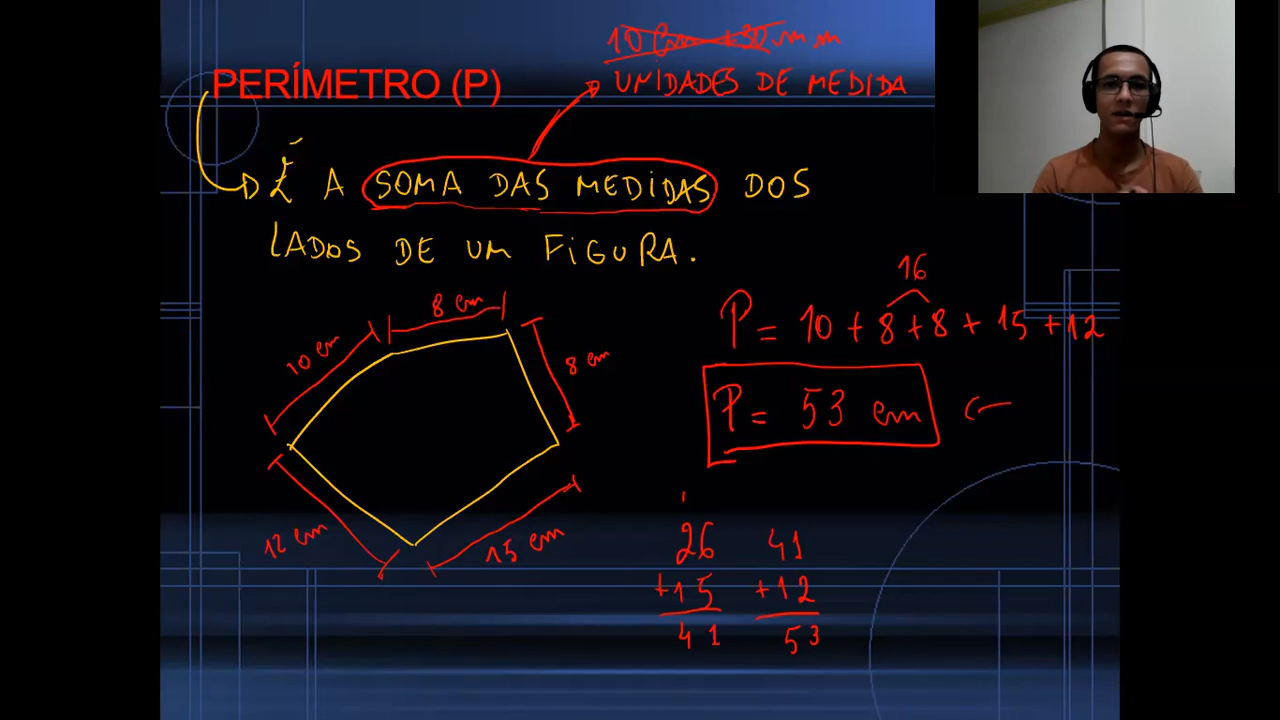 10 cm + 30 mm
PERÍMETRO (P)
UNIDADES DE MEDIDA
É A SOMA DAS MEDIDAS DOS
LADOS DE UM FIGURA.
16
8 cm
P = 10 + 8 + 8 + 15 + 12
10 cm
8 cm
P = 53 cm
12 cm
15 cm
1
26
+15
41
41
+12
53